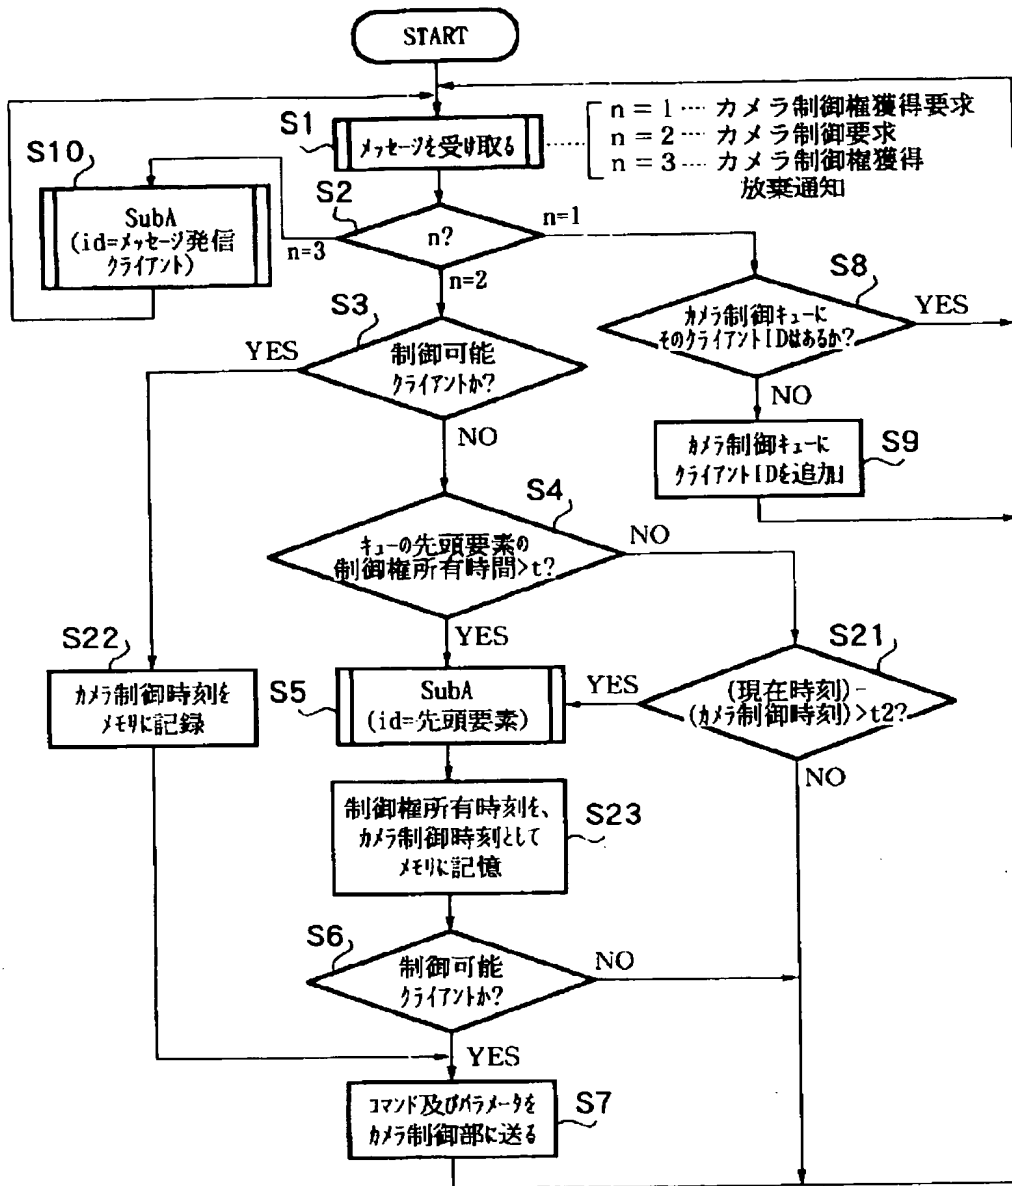 START
S1
メッセージを受け取る
n = 1 ···· カメラ制御権獲得要求
n = 2 ···· カメラ制御要求
n = 3 ···· カメラ制御権獲得
放棄通知
S10
SubA
(id=メッセージ発信
クライアント)
S2
n?
n=1
n=3
n=2
S8
カメラ制御キューに
そのクライアントIDはあるか?
YES
NO
S9
カメラ制御キューに
クライアントIDを追加
S3
制御可能
クライアントか?
YES
NO
S4
キューの先頭要素の
制御権所有時間>t?
NO
YES
S22
カメラ制御時刻を
メモリに記録
S5
SubA
(id=先頭要素)
S21
(現在時刻)-
(カメラ制御時刻)>t2?
YES
NO
S23
制御権所有時刻を、
カメラ制御時刻として
メモリに記憶
S6
制御可能
クライアントか?
NO
YES
S7
コマンド及びパラメータを
カメラ制御部に送る